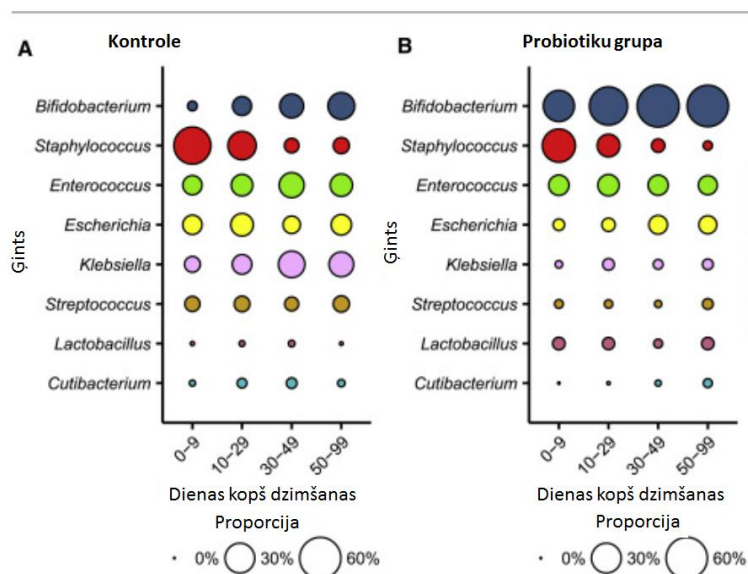 A
Kontrole
Ģints
Bifidobacterium
Staphylococcus
Enterococcus
Escherichia
Klebsiella
Streptococcus
Lactobacillus
Cutibacterium
0–9
10–29
30–49
50–99
Dienas kopš dzimšanas
Proporcija
0%
30%
60%
B
Probiotiku grupa
Ģints
Bifidobacterium
Staphylococcus
Enterococcus
Escherichia
Klebsiella
Streptococcus
Lactobacillus
Cutibacterium
0–9
10–29
30–49
50–99
Dienas kopš dzimšanas
Proporcija
0%
30%
60%